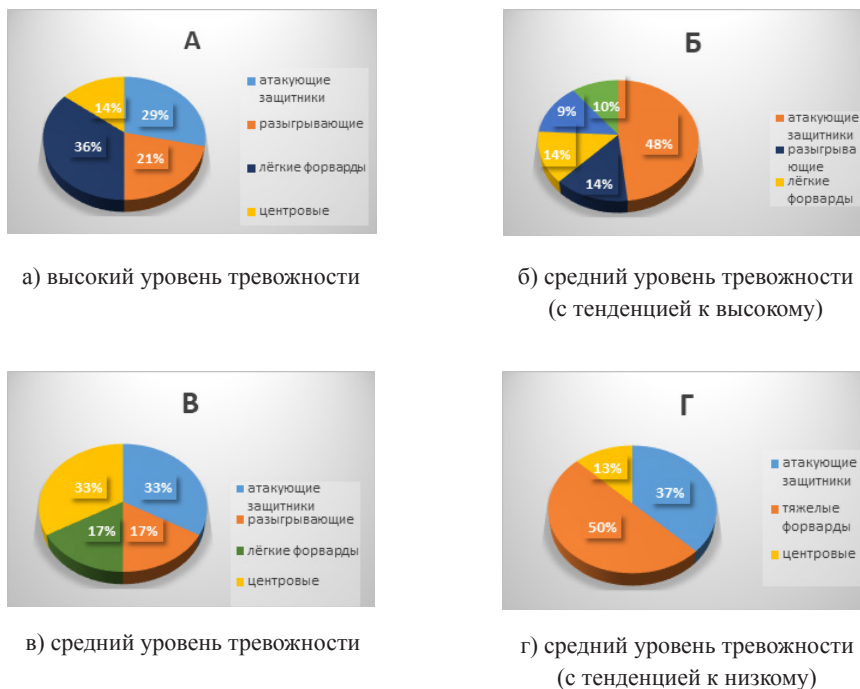 А
атакующие
защитники
разыгрывающие
лёгкие форварды
центровые
14%
29%
36%
21%
а) высокий уровень тревожности
Б
атакующие
защитники
разыгрыва
ющие
лёгкие
форварды
10%
9%
48%
14%
14%
б) средний уровень тревожности
(с тенденцией к высокому)
В
атакующие
защитники
разыгрывающие
лёгкие форварды
центровые
33%
33%
17%
17%
в) средний уровень тревожности
Г
атакующие
защитники
тяжелые
форварды
центровые
13%
37%
50%
г) средний уровень тревожности
(с тенденцией к низкому)